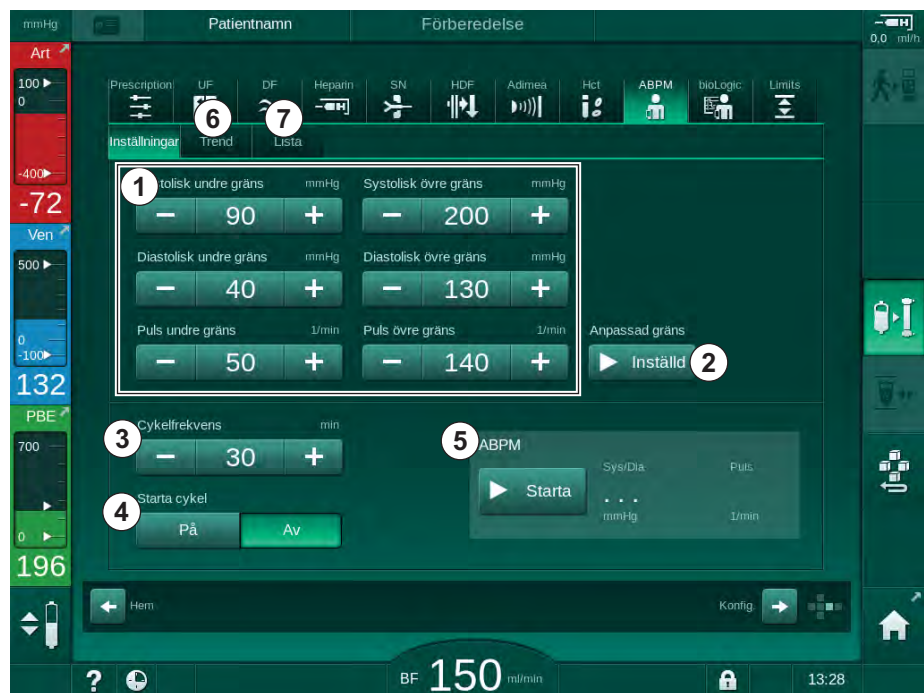 mmHg
Patientnamn
Förberedelse
0,0 ml/h
Art
100
0
-400
-72
Ven
500
0
-100
132
PBE
700
0
196
Prescription UF DF Heparin SN HDF Adimea Hct ABPM bioLogic Limits
6 7
Inställningar Trend Lista
1
tolisk undre gräns mmHg Systolisk övre gräns mmHg
− 90 + − 200 +
Diastolisk undre gräns mmHg Diastolisk övre gräns mmHg
− 40 + − 130 +
Puls undre gräns 1/min Puls övre gräns 1/min Anpassad gräns
− 50 + − 140 + Inställd 2
3 Cykelfrekvens min
− 30 +
4 Starta cykel
På Av
5 ABPM
Sys/Dia Puls
Starta . . .
mmHg 1/min
Hem Konfig.
? BF 150 ml/min 13:28